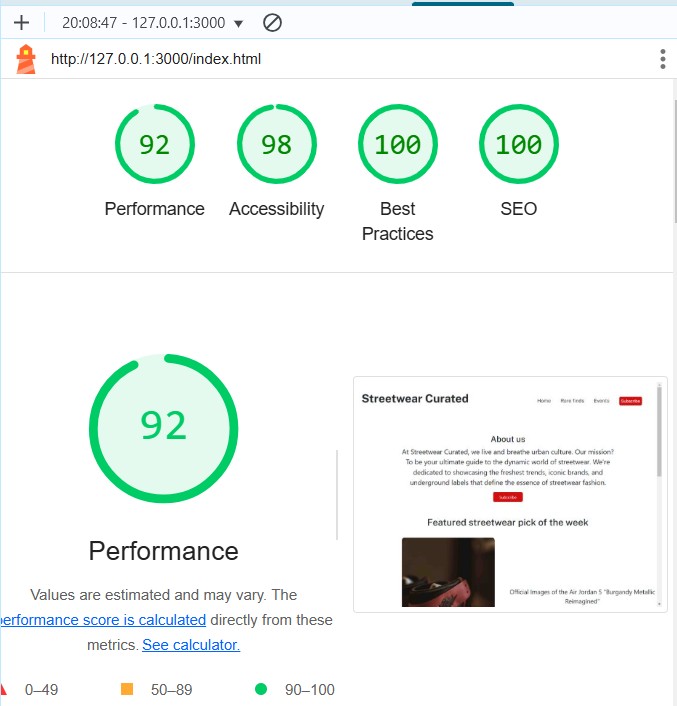 20:08:47 - 127.0.0.1:3000
http://127.0.0.1:3000/index.html
92
98
100
100
Performance
Accessibility
Best
Practices
SEO
92
Performance
Values are estimated and may vary. The
erformance score is calculated directly from these
metrics. See calculator.
0–49
50–89
90–100
Streetwear Curated
Home
More finds
Events
Subscribe
About us
At Streetwear Curated, we live and breathe urban culture. Our mission?
To be your ultimate guide to the dynamic world of streetwear. We're
dedicated to showcasing the freshest trends, iconic brands, and
underground labels that define the essence of streetwear fashion.
Subscribe
Featured streetwear pick of the week
Official Images of the Air Jordan 5 "Burgundy Metallic
Reimagined"